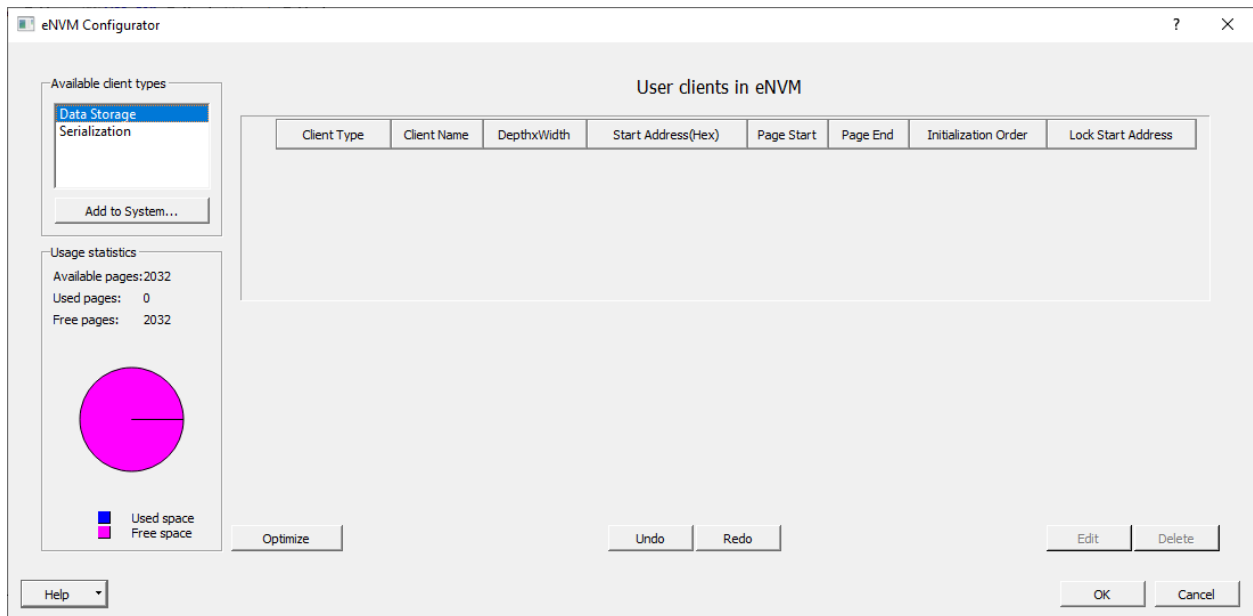 eNVM Configurator
?
Available client types
Data Storage
Serialization
Add to System...
Usage statistics
Available pages:2032
Used pages: 0
Free pages: 2032
Used space
Free space
User clients in eNVM
Client Type Client Name DepthxWidth Start Address(Hex) Page Start Page End Initialization Order Lock Start Address
Optimize Undo Redo Edit Delete
Help OK Cancel